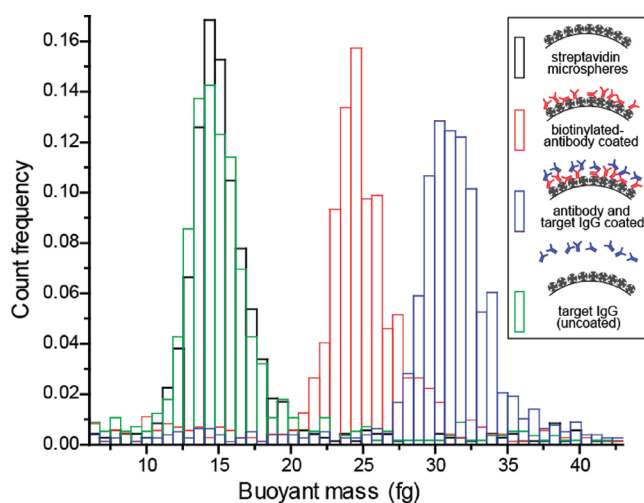 0.16
0.14
0.12
0.10
0.08
0.06
0.04
0.02
0.00
Count frequency
10
15
20
25
30
35
40
Buoyant mass (fg)
streptavidin
microspheres
biotinylated-
antibody coated
antibody and
target IgG coated
target IgG
(uncoated)